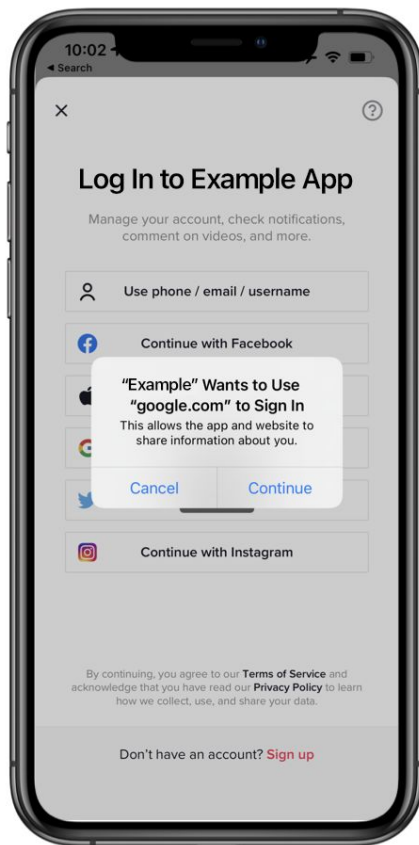 10:02
◀ Search
Log In to Example App
Manage your account, check notifications,
comment on videos, and more.
Use phone / email / username
Continue with Facebook
“Example” Wants to Use
“google.com” to Sign In
This allows the app and website to
share information about you.
Cancel
Continue
Continue with Instagram
By continuing, you agree to our Terms of Service and
acknowledge that you have read our Privacy Policy to learn
how we collect, use, and share your data.
Don’t have an account? Sign up